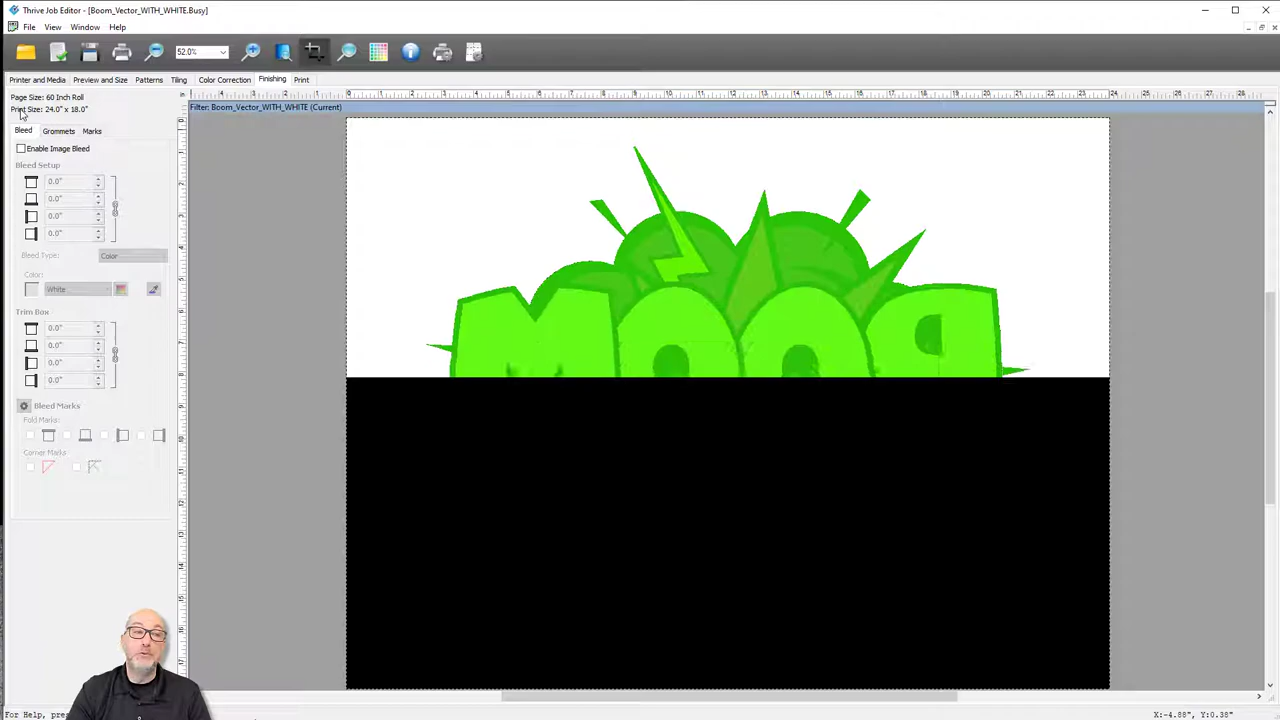 Thrive Job Editor - [Boom_Vector_WITH_WHITE.Busy]
File View Window Help
52.0%
Printer and Media Preview and Size Patterns Tiling Color Correction Finishing Print
Page Size: 60 Inch Roll
Print Size: 24.0" x 18.0"
Filter: Boom_Vector_WITH_WHITE (Current)
Bleed Grommets Marks
Enable Image Bleed
Bleed Setup
0.0"
0.0"
0.0"
0.0"
Bleed Type: Color
Color:
White
Trim Box
0.0"
0.0"
0.0"
0.0"
Bleed Marks
Fold Marks:
Corner Marks
For Help, pres
X:-4.88", Y:0.38"